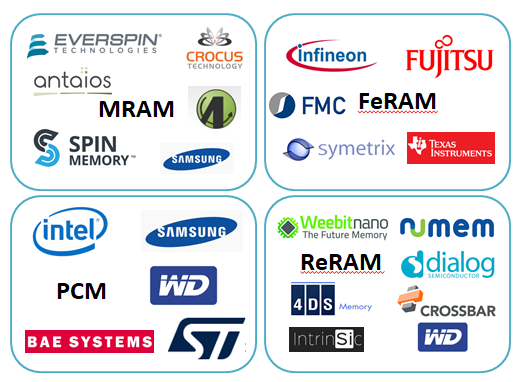 EVERSPIN®
TECHNOLOGIES
CROCUS
TECHNOLOGY
antaios
MRAM
SPIN
MEMORY™
SAMSUNG
infineon
FUJITSU
FMC
FeRAM
symetrix
TEXAS
INSTRUMENTS
intel
SAMSUNG
PCM
WD
BAE SYSTEMS
ST
Weebitnano
The Future Memory
numem
ReRAM
dialog
SEMICONDUCTOR
4DS Memory
CROSSBAR
IntrinSic
WD